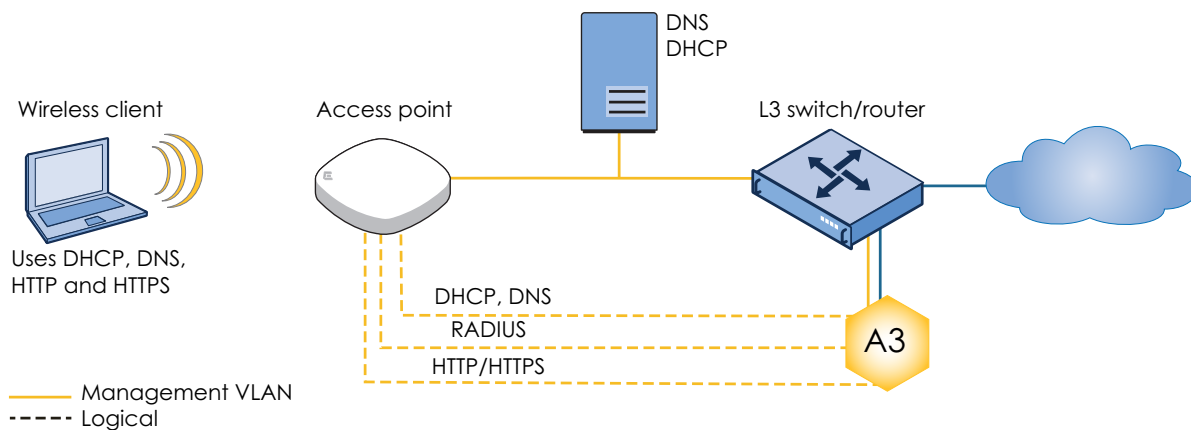 DNS
DHCP
Wireless client
Access point
L3 switch/router
Uses DHCP, DNS,
HTTP and HTTPS
DHCP, DNS
RADIUS
HTTP/HTTPS
A3
Management VLAN
Logical